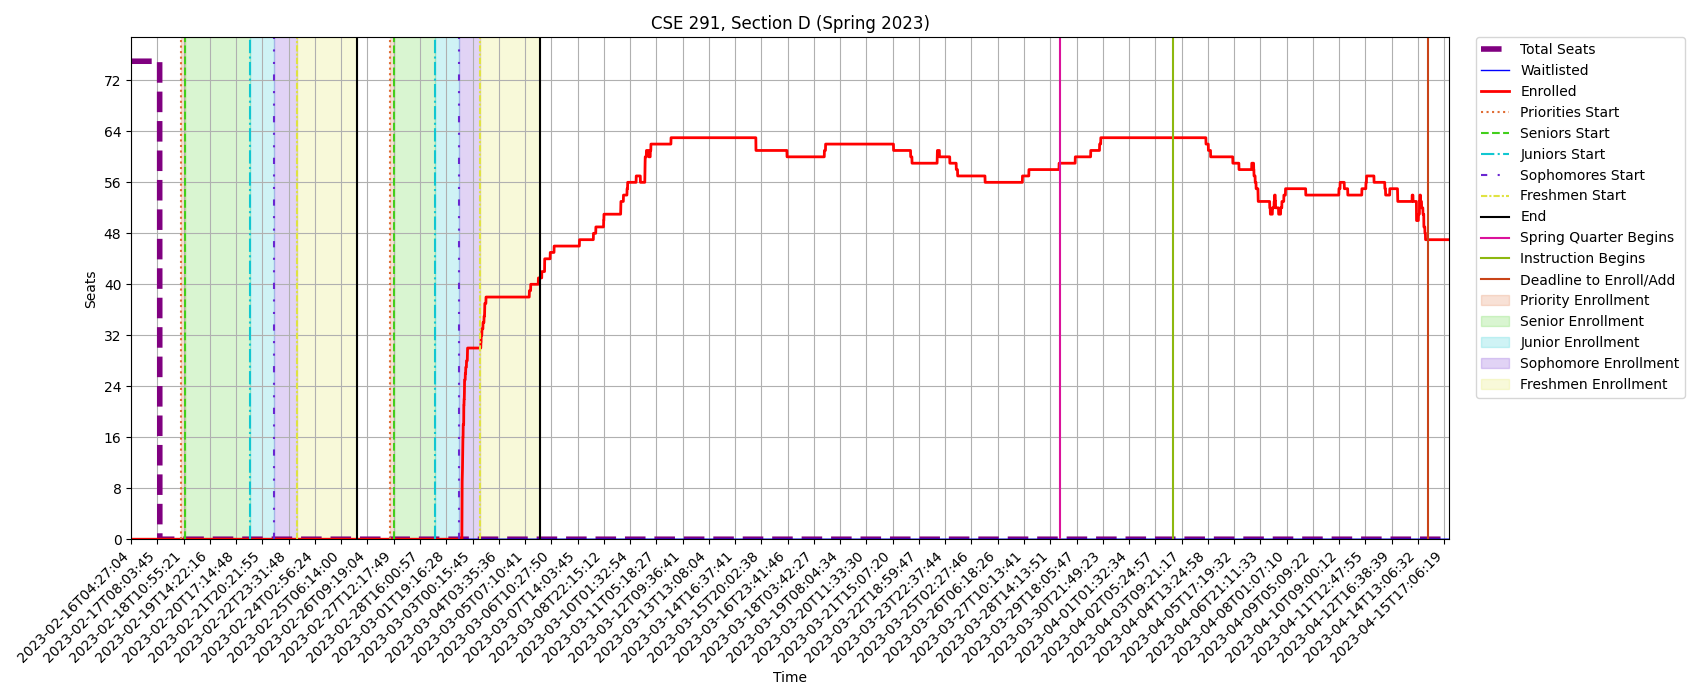 CSE 291, Section D (Spring 2023)
Seats
72
64
56
48
40
32
24
16
8
0
2023-02-16T04:27:04
2023-02-17T08:03:45
2023-02-18T10:55:21
2023-02-19T14:22:16
2023-02-20T17:14:48
2023-02-21T20:21:55
2023-02-22T23:31:48
2023-02-24T02:56:24
2023-02-25T06:14:00
2023-02-26T09:19:04
2023-02-27T12:17:49
2023-02-28T16:00:57
2023-03-01T19:16:28
2023-03-03T00:15:45
2023-03-04T03:35:36
2023-03-05T07:10:41
2023-03-06T10:27:50
2023-03-07T14:03:45
2023-03-08T22:15:12
2023-03-10T01:32:54
2023-03-11T05:18:27
2023-03-12T09:36:41
2023-03-13T13:08:04
2023-03-14T16:37:41
2023-03-15T20:02:38
2023-03-16T23:41:46
2023-03-18T03:42:27
2023-03-19T08:04:34
2023-03-20T11:33:30
2023-03-21T15:07:20
2023-03-22T18:59:47
2023-03-23T22:37:44
2023-03-25T02:27:46
2023-03-26T06:18:26
2023-03-27T10:13:41
2023-03-28T14:13:51
2023-03-29T18:05:47
2023-03-30T21:49:23
2023-04-01T01:32:34
2023-04-02T05:24:57
2023-04-03T09:21:17
2023-04-04T13:24:58
2023-04-05T17:19:32
2023-04-06T21:11:33
2023-04-08T01:07:10
2023-04-09T05:09:22
2023-04-10T09:00:12
2023-04-11T12:47:55
2023-04-12T16:38:39
2023-04-14T13:06:32
2023-04-15T17:06:19
Time
Total Seats
Waitlisted
Enrolled
Priorities Start
Seniors Start
Juniors Start
Sophomores Start
Freshmen Start
End
Spring Quarter Begins
Instruction Begins
Deadline to Enroll/Add
Priority Enrollment
Senior Enrollment
Junior Enrollment
Sophomore Enrollment
Freshmen Enrollment